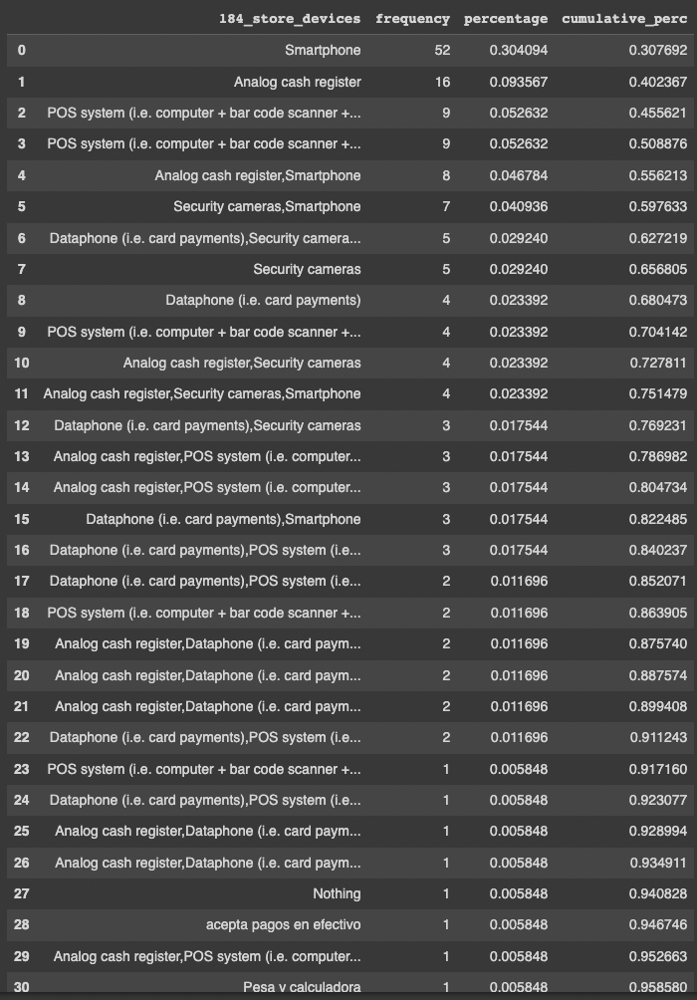 184_store_devices frequency percentage cumulative_perc
0 Smartphone 52 0.304094 0.307692
1 Analog cash register 16 0.093567 0.402367
2 POS system (i.e. computer + bar code scanner +... 9 0.052632 0.455621
3 POS system (i.e. computer + bar code scanner +... 9 0.052632 0.508876
4 Analog cash register,Smartphone 8 0.046784 0.556213
5 Security cameras,Smartphone 7 0.040936 0.597633
6 Dataphone (i.e. card payments),Security camera... 5 0.029240 0.627219
7 Security cameras 5 0.029240 0.656805
8 Dataphone (i.e. card payments) 4 0.023392 0.680473
9 POS system (i.e. computer + bar code scanner +... 4 0.023392 0.704142
10 Analog cash register,Security cameras 4 0.023392 0.727811
11 Analog cash register,Security cameras,Smartphone 4 0.023392 0.751479
12 Dataphone (i.e. card payments),Security cameras 3 0.017544 0.769231
13 Analog cash register,POS system (i.e. computer... 3 0.017544 0.786982
14 Analog cash register,POS system (i.e. computer... 3 0.017544 0.804734
15 Dataphone (i.e. card payments),Smartphone 3 0.017544 0.822485
16 Dataphone (i.e. card payments),POS system (i.e... 3 0.017544 0.840237
17 Dataphone (i.e. card payments),POS system (i.e... 2 0.011696 0.852071
18 POS system (i.e. computer + bar code scanner +... 2 0.011696 0.863905
19 Analog cash register,Dataphone (i.e. card paym... 2 0.011696 0.875740
20 Analog cash register,Dataphone (i.e. card paym... 2 0.011696 0.887574
21 Analog cash register,Dataphone (i.e. card paym... 2 0.011696 0.899408
22 Dataphone (i.e. card payments),POS system (i.e... 2 0.011696 0.911243
23 POS system (i.e. computer + bar code scanner +... 1 0.005848 0.917160
24 Dataphone (i.e. card payments),POS system (i.e... 1 0.005848 0.923077
25 Analog cash register,Dataphone (i.e. card paym... 1 0.005848 0.928994
26 Analog cash register,Dataphone (i.e. card paym... 1 0.005848 0.934911
27 Nothing 1 0.005848 0.940828
28 acepta pagos en efectivo 1 0.005848 0.946746
29 Analog cash register,POS system (i.e. computer... 1 0.005848 0.952663
30 Pesa y calculadora 1 0.005848 0.958580